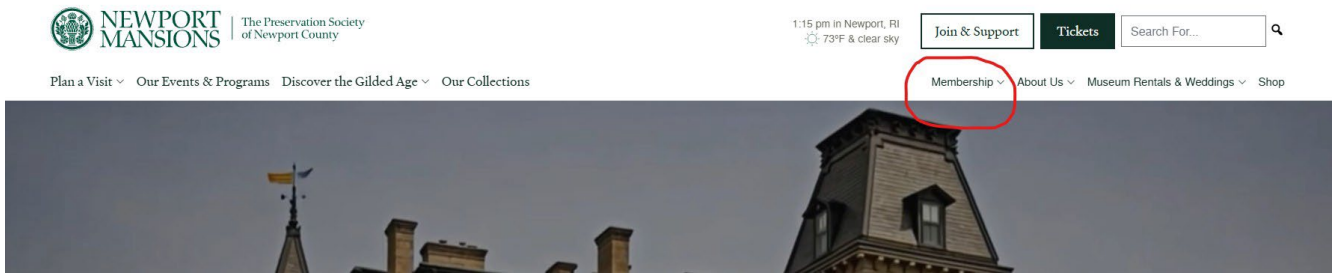 NEWPORT
MANSIONS
The Preservation Society
of Newport County
1:15 pm in Newport, RI
73°F & clear sky
Join & Support
Tickets
Search For...
Plan a Visit
Our Events & Programs
Discover the Gilded Age
Our Collections
Membership
About Us
Museum Rentals & Weddings
Shop